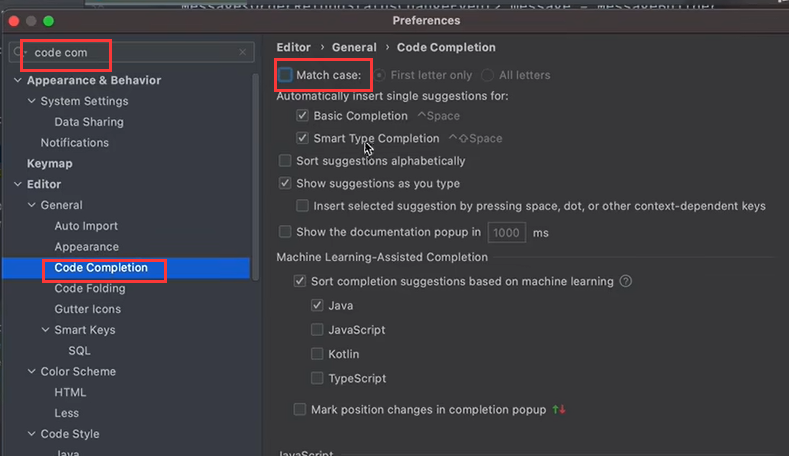 Preferences
code com
Appearance & Behavior
System Settings
Data Sharing
Notifications
Keymap
Editor
General
Auto Import
Appearance
Code Completion
Code Folding
Gutter Icons
Smart Keys
SQL
Color Scheme
HTML
Less
Code Style
Java
Editor › General › Code Completion
Match case: First letter only All letters
Automatically insert single suggestions for:
Basic Completion ^Space
Smart Type Completion ^⇧Space
Sort suggestions alphabetically
Show suggestions as you type
Insert selected suggestion by pressing space, dot, or other context-dependent keys
Show the documentation popup in 1000 ms
Machine Learning-Assisted Completion
Sort completion suggestions based on machine learning ?
Java
JavaScript
Kotlin
TypeScript
Mark position changes in completion popup ↑↓
JavaScript